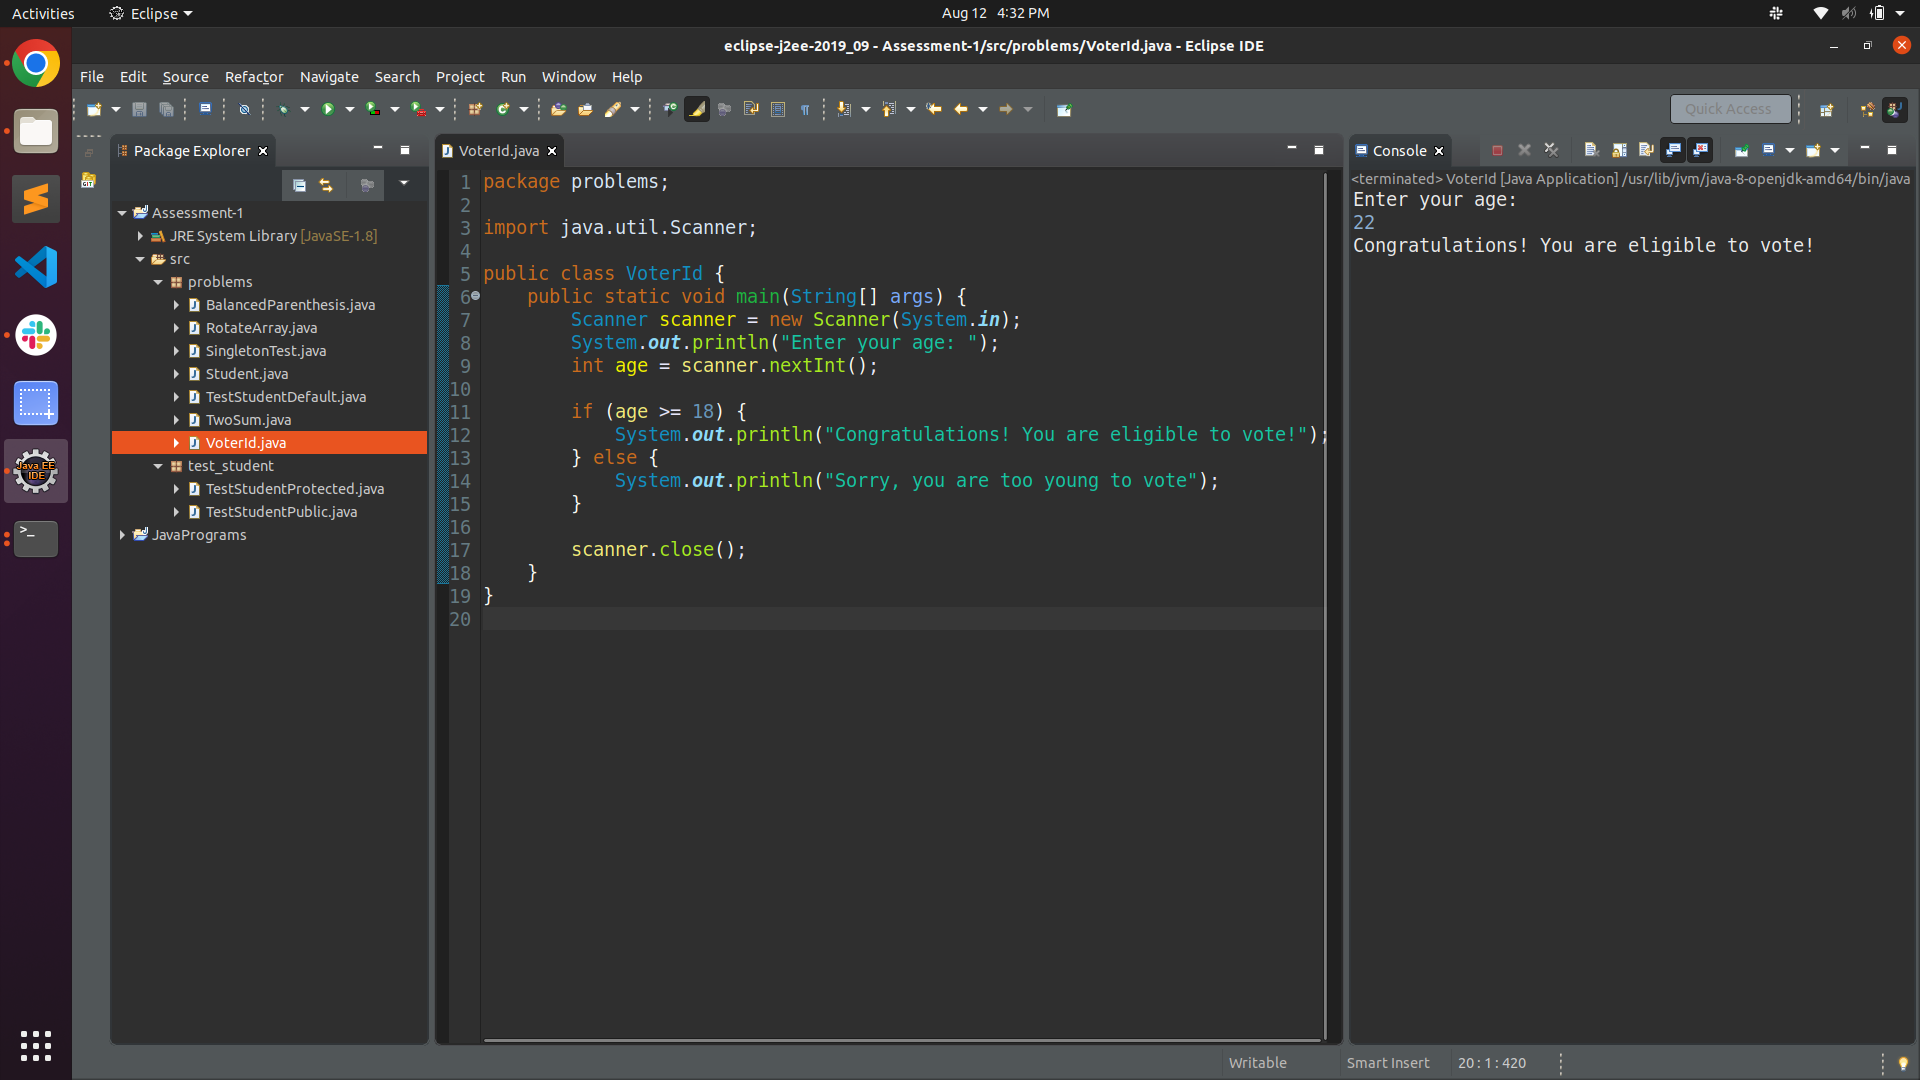 Activities Eclipse Aug 12 4:32 PM
eclipse-j2ee-2019_09 - Assessment-1/src/problems/VoterId.java - Eclipse IDE
File Edit Source Refactor Navigate Search Project Run Window Help
Quick Access
Package Explorer
Assessment-1
JRE System Library [JavaSE-1.8]
src
problems
BalancedParenthesis.java
RotateArray.java
SingletonTest.java
Student.java
TestStudentDefault.java
TwoSum.java
VoterId.java
test_student
TestStudentProtected.java
TestStudentPublic.java
JavaPrograms
Java EE
IDE
>_
GIT
VoterId.java
1 package problems;
2
3 import java.util.Scanner;
4
5 public class VoterId {
6     public static void main(String[] args) {
7         Scanner scanner = new Scanner(System.in);
8         System.out.println("Enter your age: ");
9         int age = scanner.nextInt();
10
11         if (age >= 18) {
12             System.out.println("Congratulations! You are eligible to vote!");
13         } else {
14             System.out.println("Sorry, you are too young to vote");
15         }
16
17         scanner.close();
18     }
19 }
20
Console
<terminated> VoterId [Java Application] /usr/lib/jvm/java-8-openjdk-amd64/bin/java
Enter your age:
22
Congratulations! You are eligible to vote!
Writable Smart Insert 20 : 1 : 420